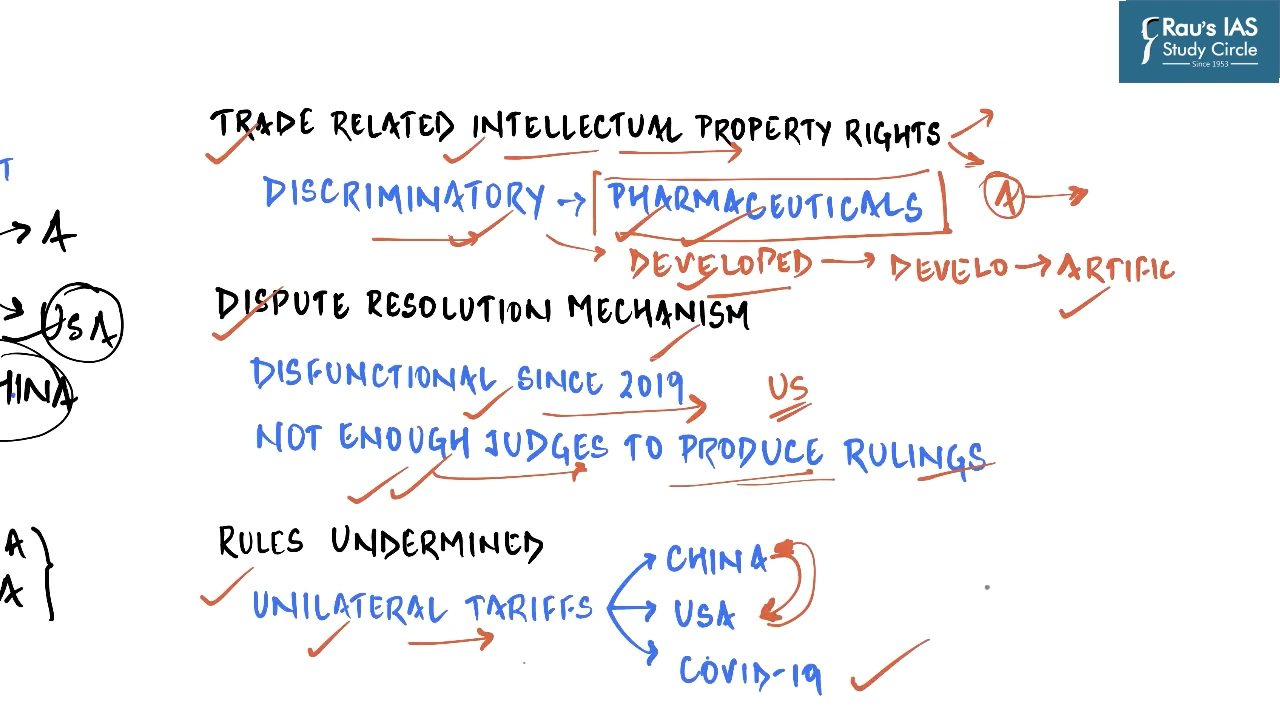 Rau's IAS
Study Circle
Since 1953
TRADE RELATED INTELLECTUAL PROPERTY RIGHTS
T
DISCRIMINATORY → PHARMACEUTICALS A
→ A
DEVELOPED → DEVELO → ARTIFIC
DISPUTE RESOLUTION MECHANISM
USA
DISFUNCTIONAL SINCE 2019 US
HINA
NOT ENOUGH JUDGES TO PRODUCE RULINGS
RULES UNDERMINED
A
CHINA
A
UNILATERAL TARIFFS USA
COVID-19